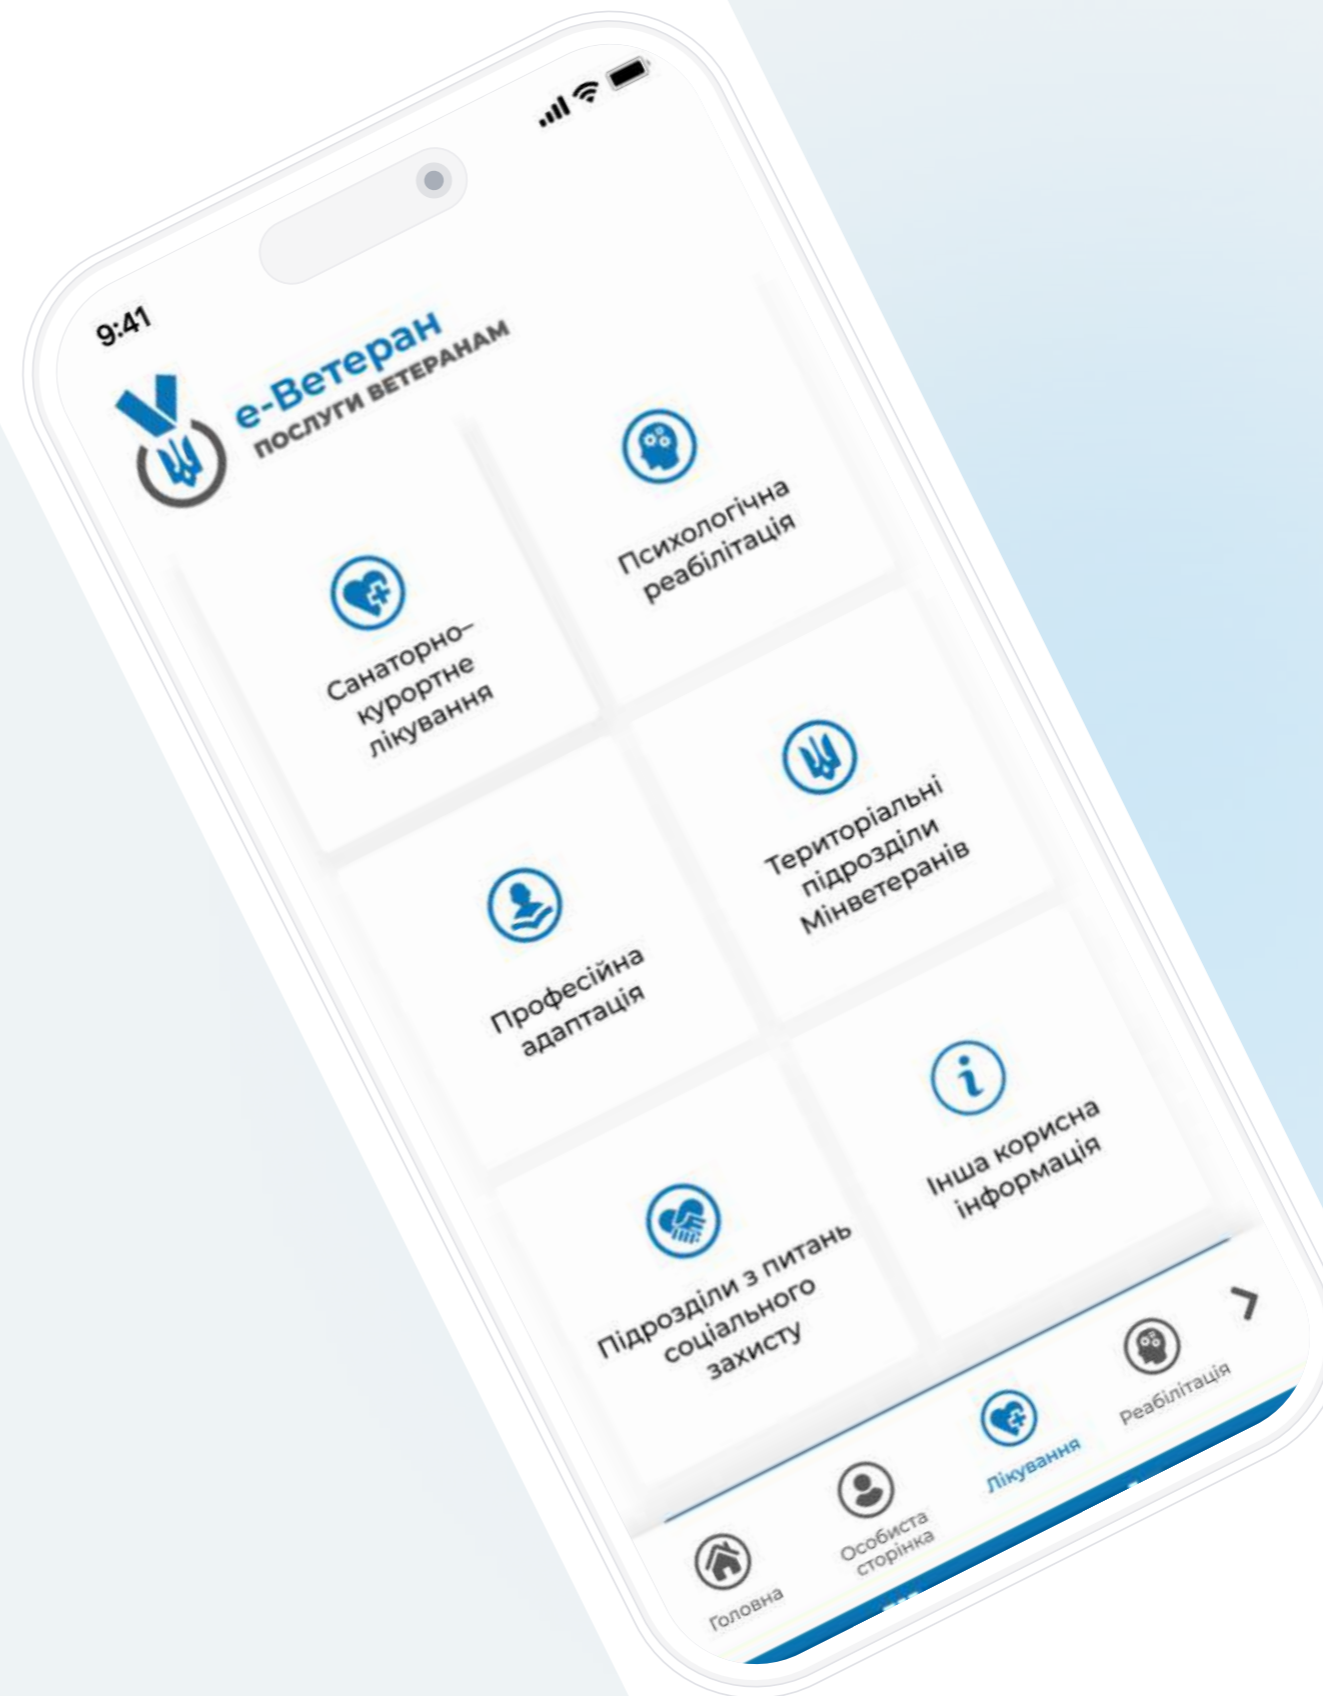 9:41
е-Ветеран
ПОСЛУГИ ВЕТЕРАНАМ
Санаторно–
курортне
лікування
Психологічна
реабілітація
Професійна
адаптація
Територіальні
підрозділи
Мінветеранів
Підрозділи з питань
соціального
захисту
Інша корисна
інформація
Головна
Особиста
сторінка
Лікування
Реабілітація